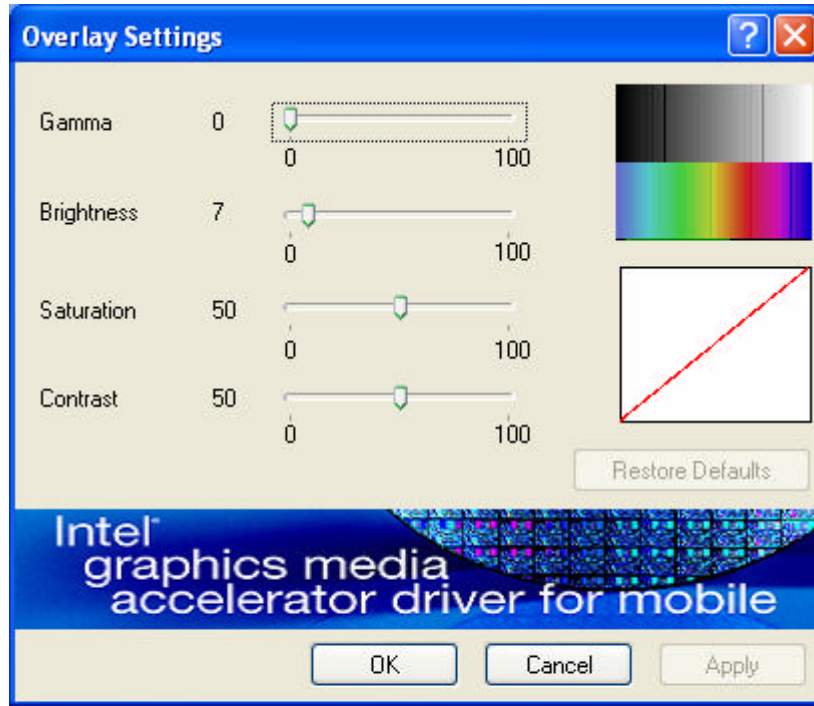 Overlay Settings
Gamma 0
0 100
Brightness 7
0 100
Saturation 50
0 100
Contrast 50
0 100
Restore Defaults
Intel™
graphics media
accelerator driver for mobile
OK Cancel Apply